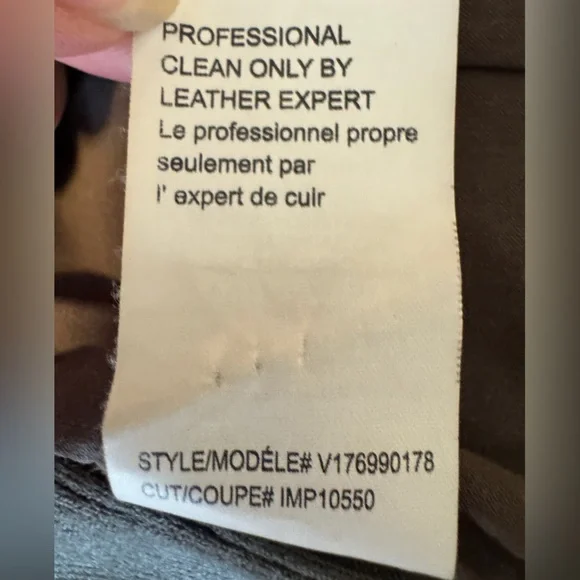 PROFESSIONAL
CLEAN ONLY BY
LEATHER EXPERT
Le professionnel propre
seulement par
l' expert de cuir
STYLE/MODÉLE# V176990178
CUT/COUPE# IMP10550